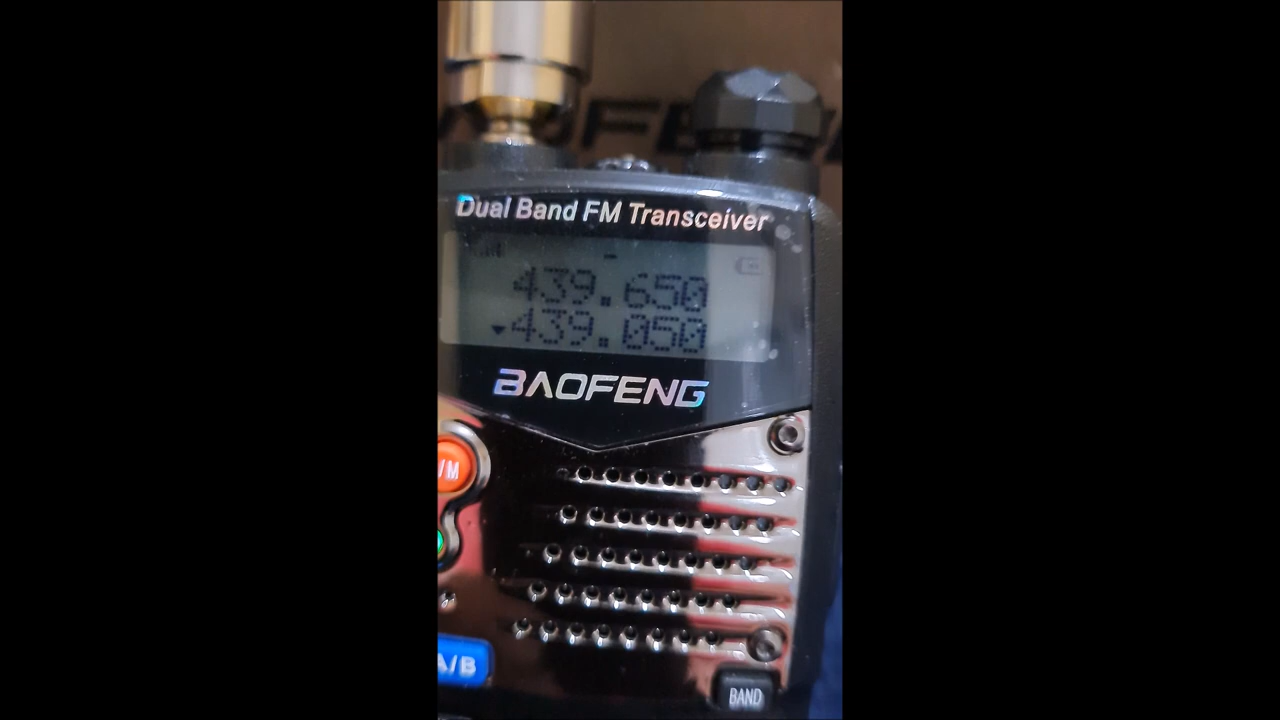 Dual Band FM Transceiver
439.650
439.050
BAOFENG
/M
A/B
BAND